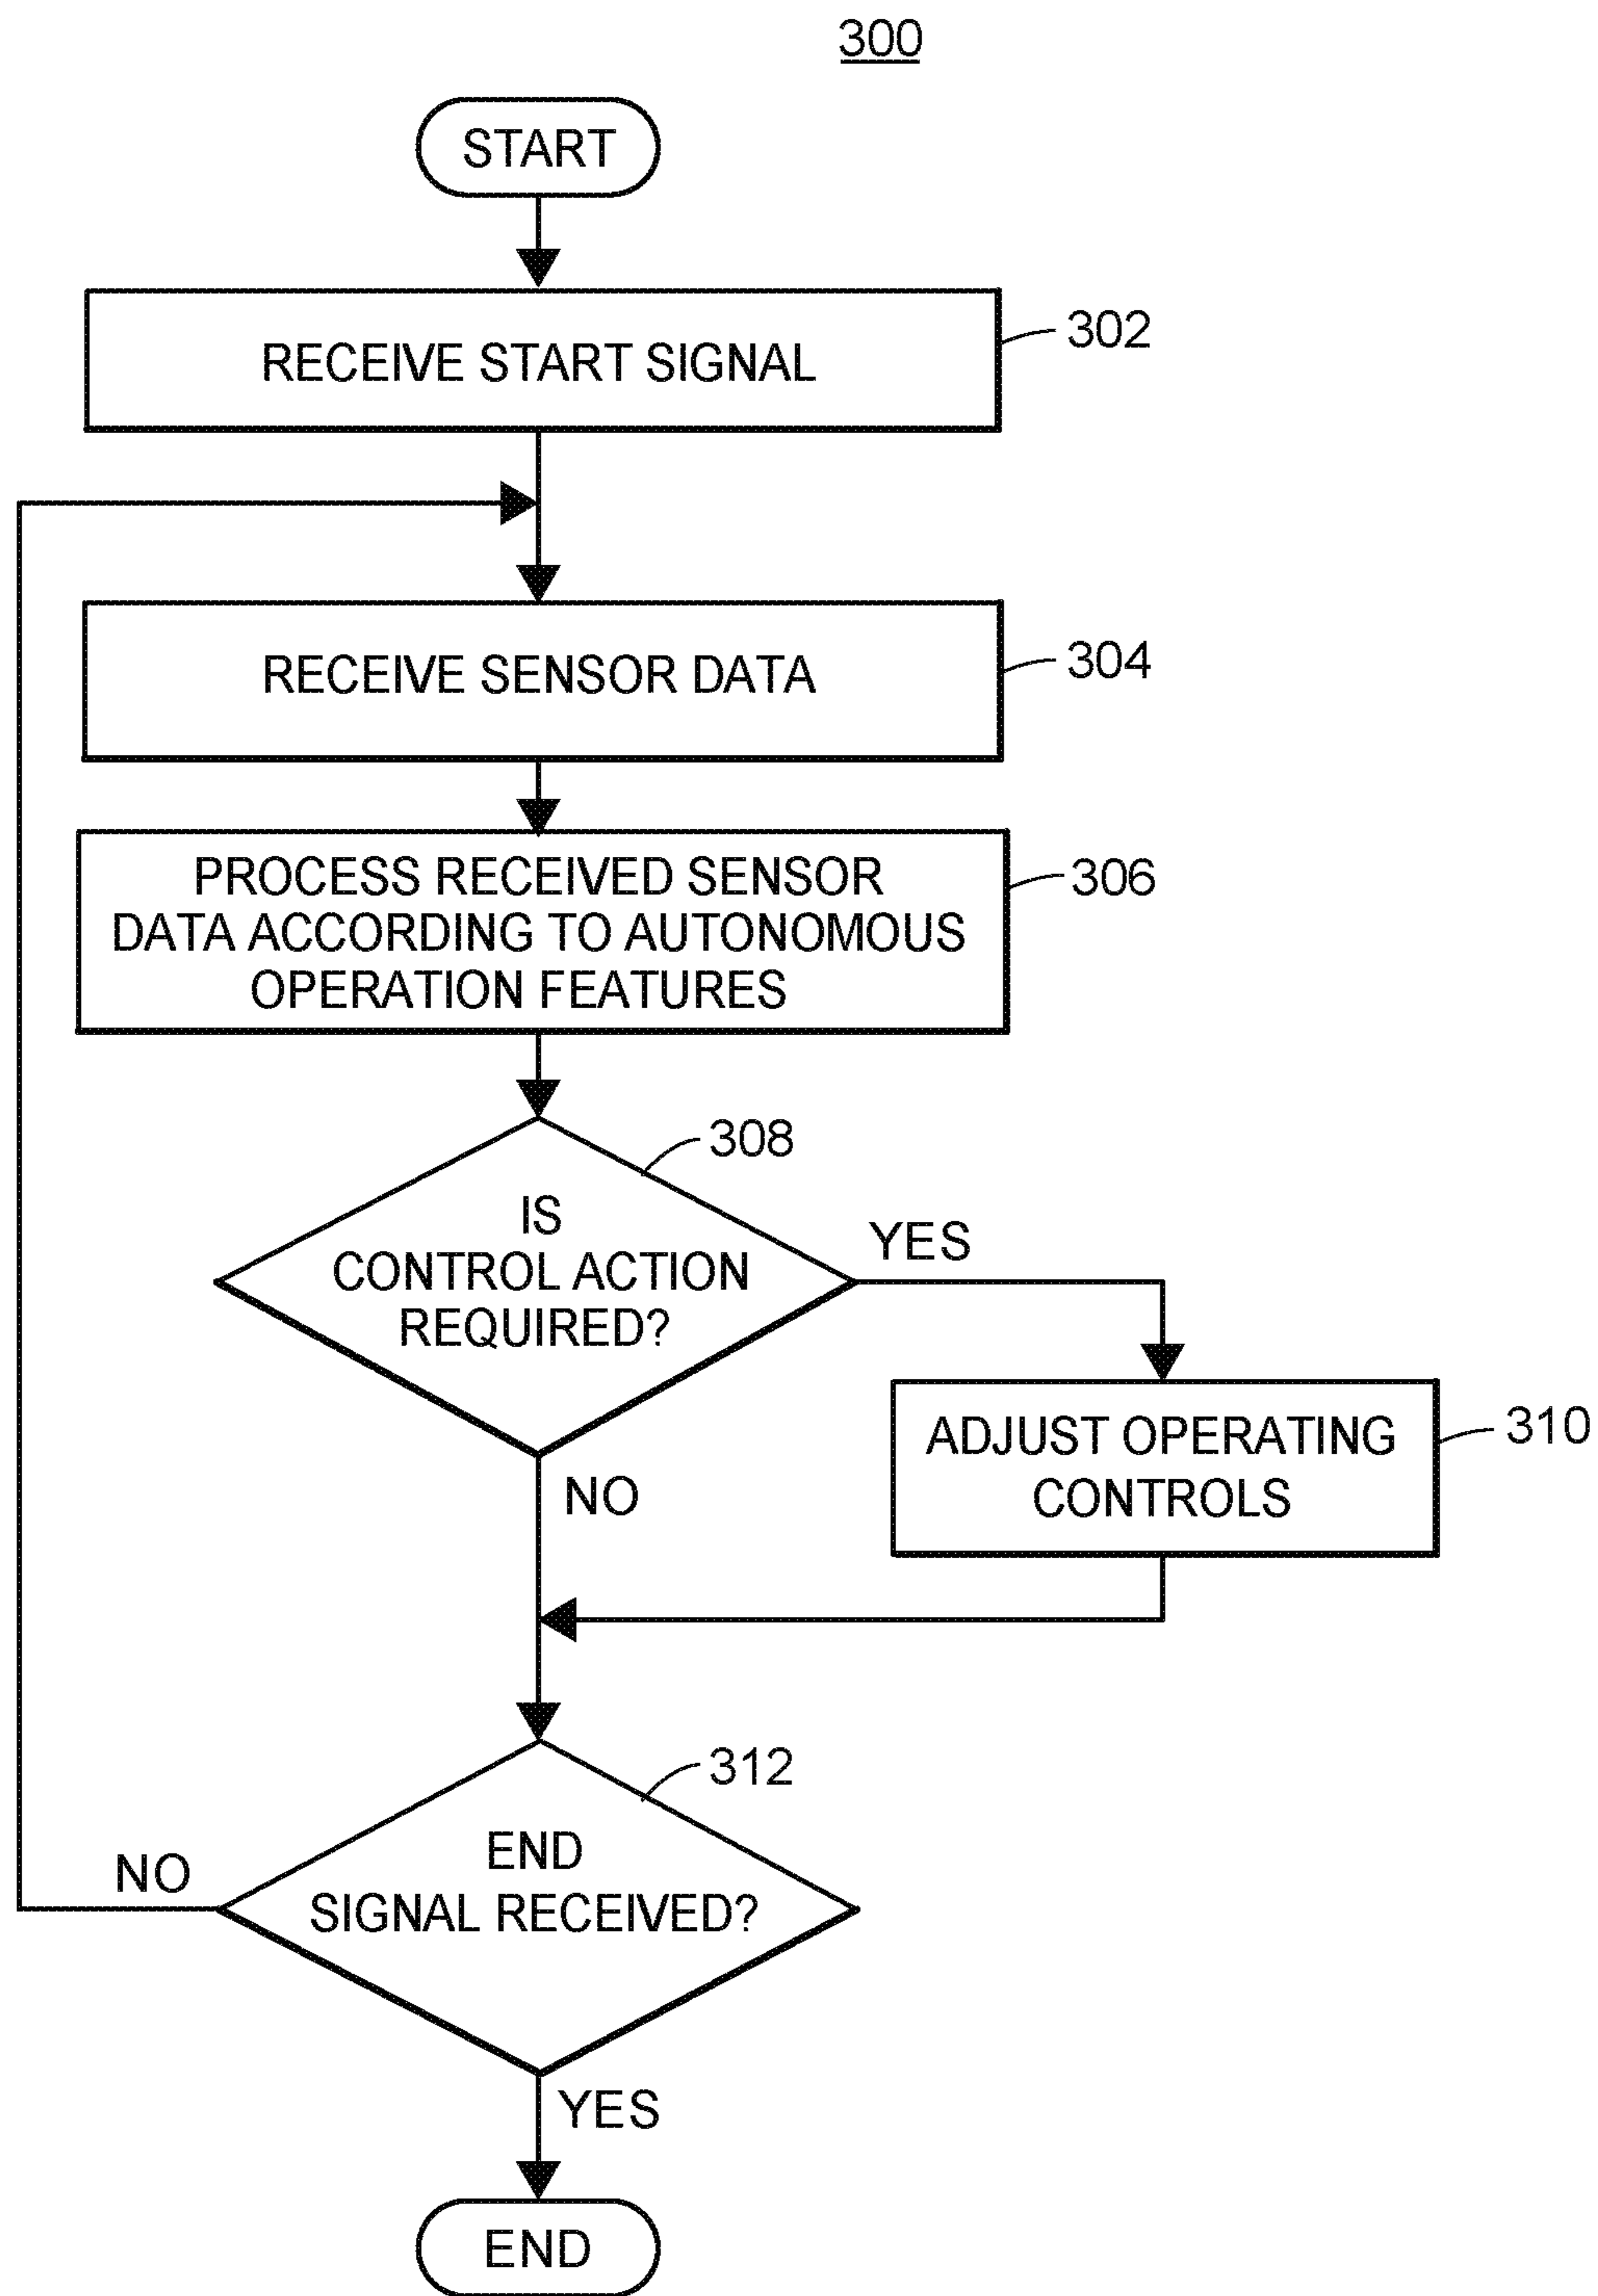 300
START
RECEIVE START SIGNAL
302
RECEIVE SENSOR DATA
304
PROCESS RECEIVED SENSOR
DATA ACCORDING TO AUTONOMOUS
OPERATION FEATURES
306
308
IS
CONTROL ACTION
REQUIRED?
YES
NO
ADJUST OPERATING
CONTROLS
310
312
END
SIGNAL RECEIVED?
NO
YES
END